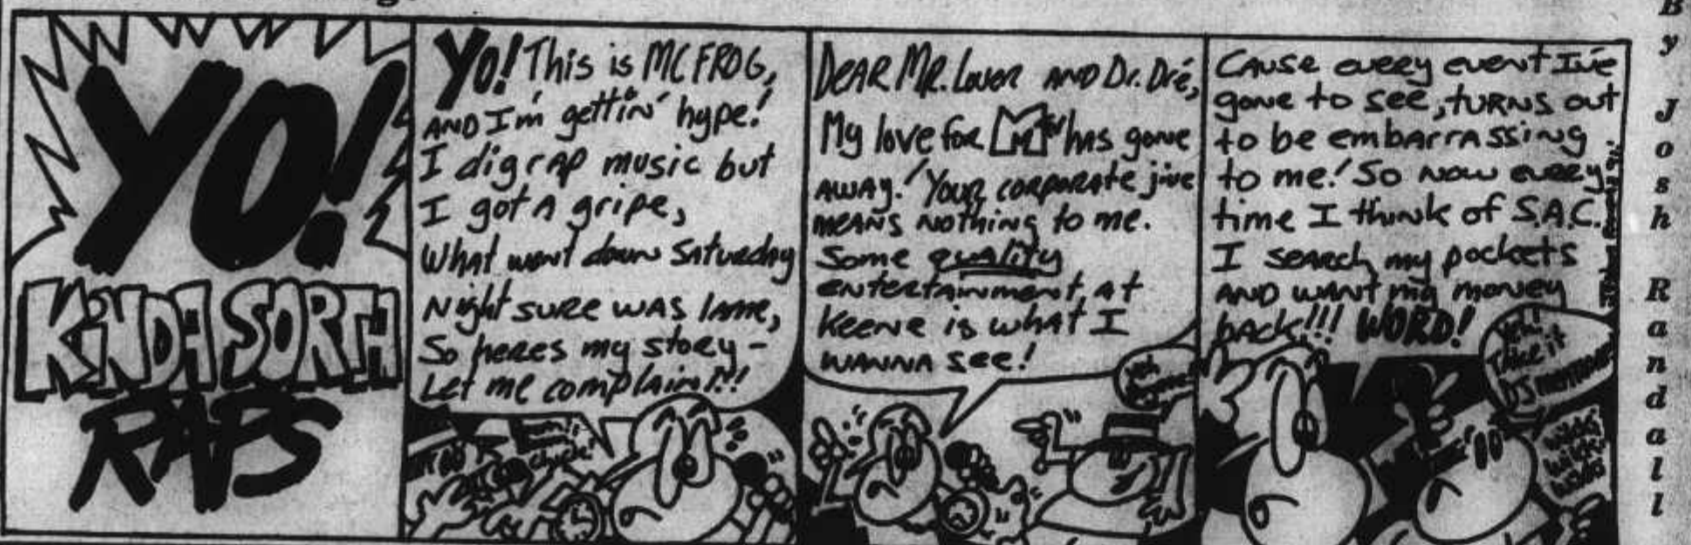 YO!
KINDA SORTA
RAPS
YO! This is MC FROG,
AND I'm gettin' hype!
I dig rap music but
I got A gripe,
What went down Saturday
Night sure was lame,
So heres my story -
Let me complain!!!
DEAR MR. Lover AND Dr. Dré,
My love for MTV has gone
AWAY! Your corporate jive
MEANS NOTHING to me.
Some quality
entertainment at
Keene is what I
WANNA see!
Cause every event I've
gone to see, turns out
to be embarrassing
to me! So now every
time I think of S.A.C.
I search my pockets
AND want my money
back!!! WORD!
Take it
By Josh Randall